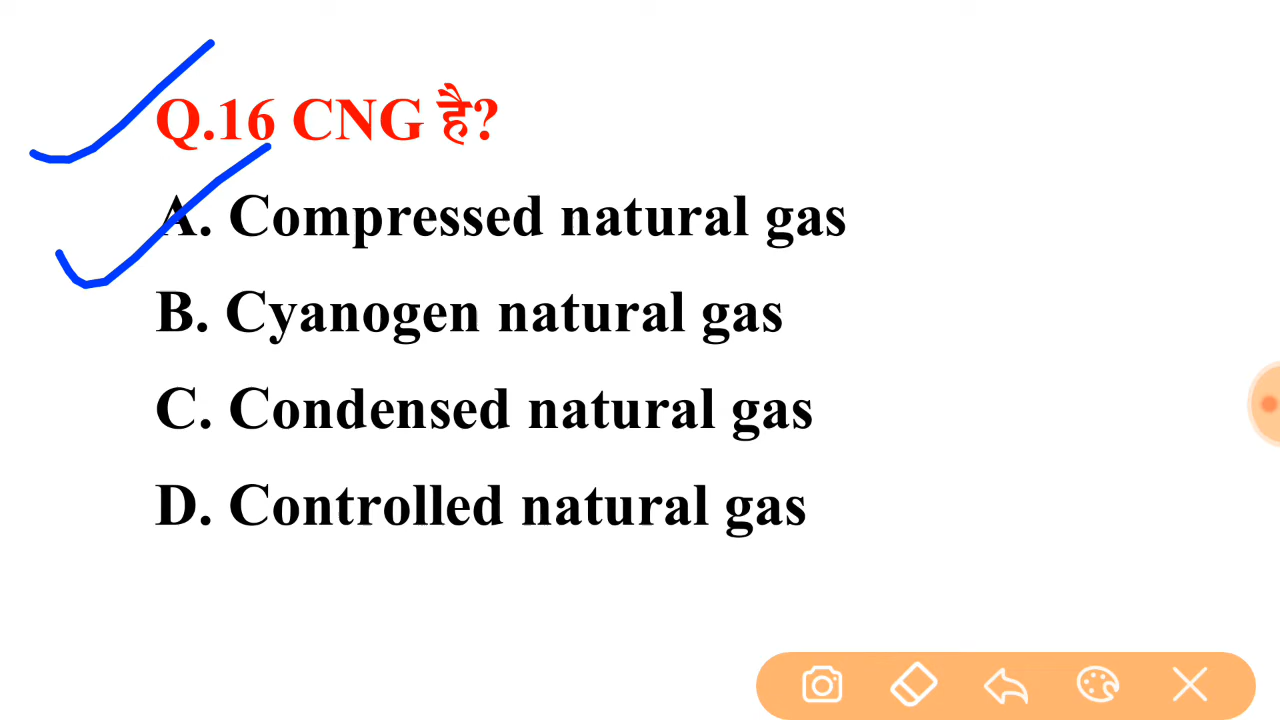 Q.16 CNG है?
A. Compressed natural gas
B. Cyanogen natural gas
C. Condensed natural gas
D. Controlled natural gas